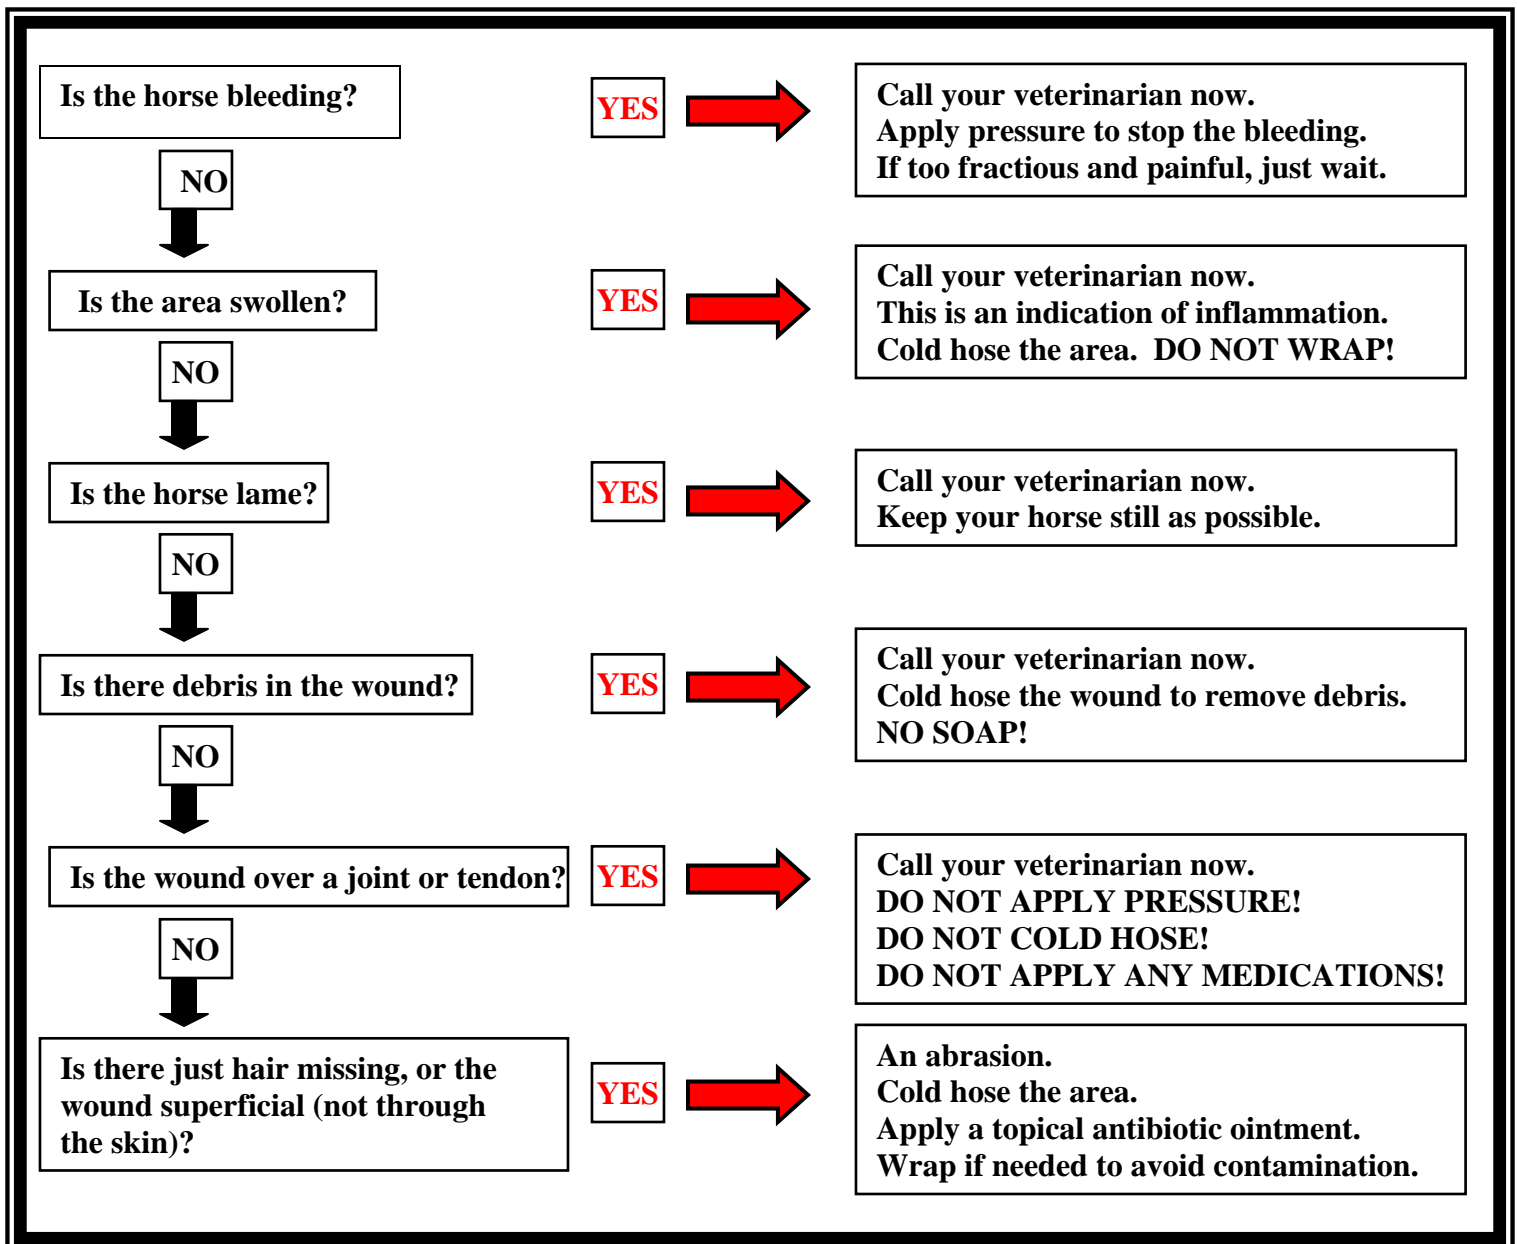 Is the horse bleeding?
YES
Call your veterinarian now.
Apply pressure to stop the bleeding.
If too fractious and painful, just wait.
NO
Is the area swollen?
YES
Call your veterinarian now.
This is an indication of inflammation.
Cold hose the area.  DO NOT WRAP!
NO
Is the horse lame?
YES
Call your veterinarian now.
Keep your horse still as possible.
NO
Is there debris in the wound?
YES
Call your veterinarian now.
Cold hose the wound to remove debris.
NO SOAP!
NO
Is the wound over a joint or tendon?
YES
Call your veterinarian now.
DO NOT APPLY PRESSURE!
DO NOT COLD HOSE!
DO NOT APPLY ANY MEDICATIONS!
NO
Is there just hair missing, or the
wound superficial (not through
the skin)?
YES
An abrasion.
Cold hose the area.
Apply a topical antibiotic ointment.
Wrap if needed to avoid contamination.